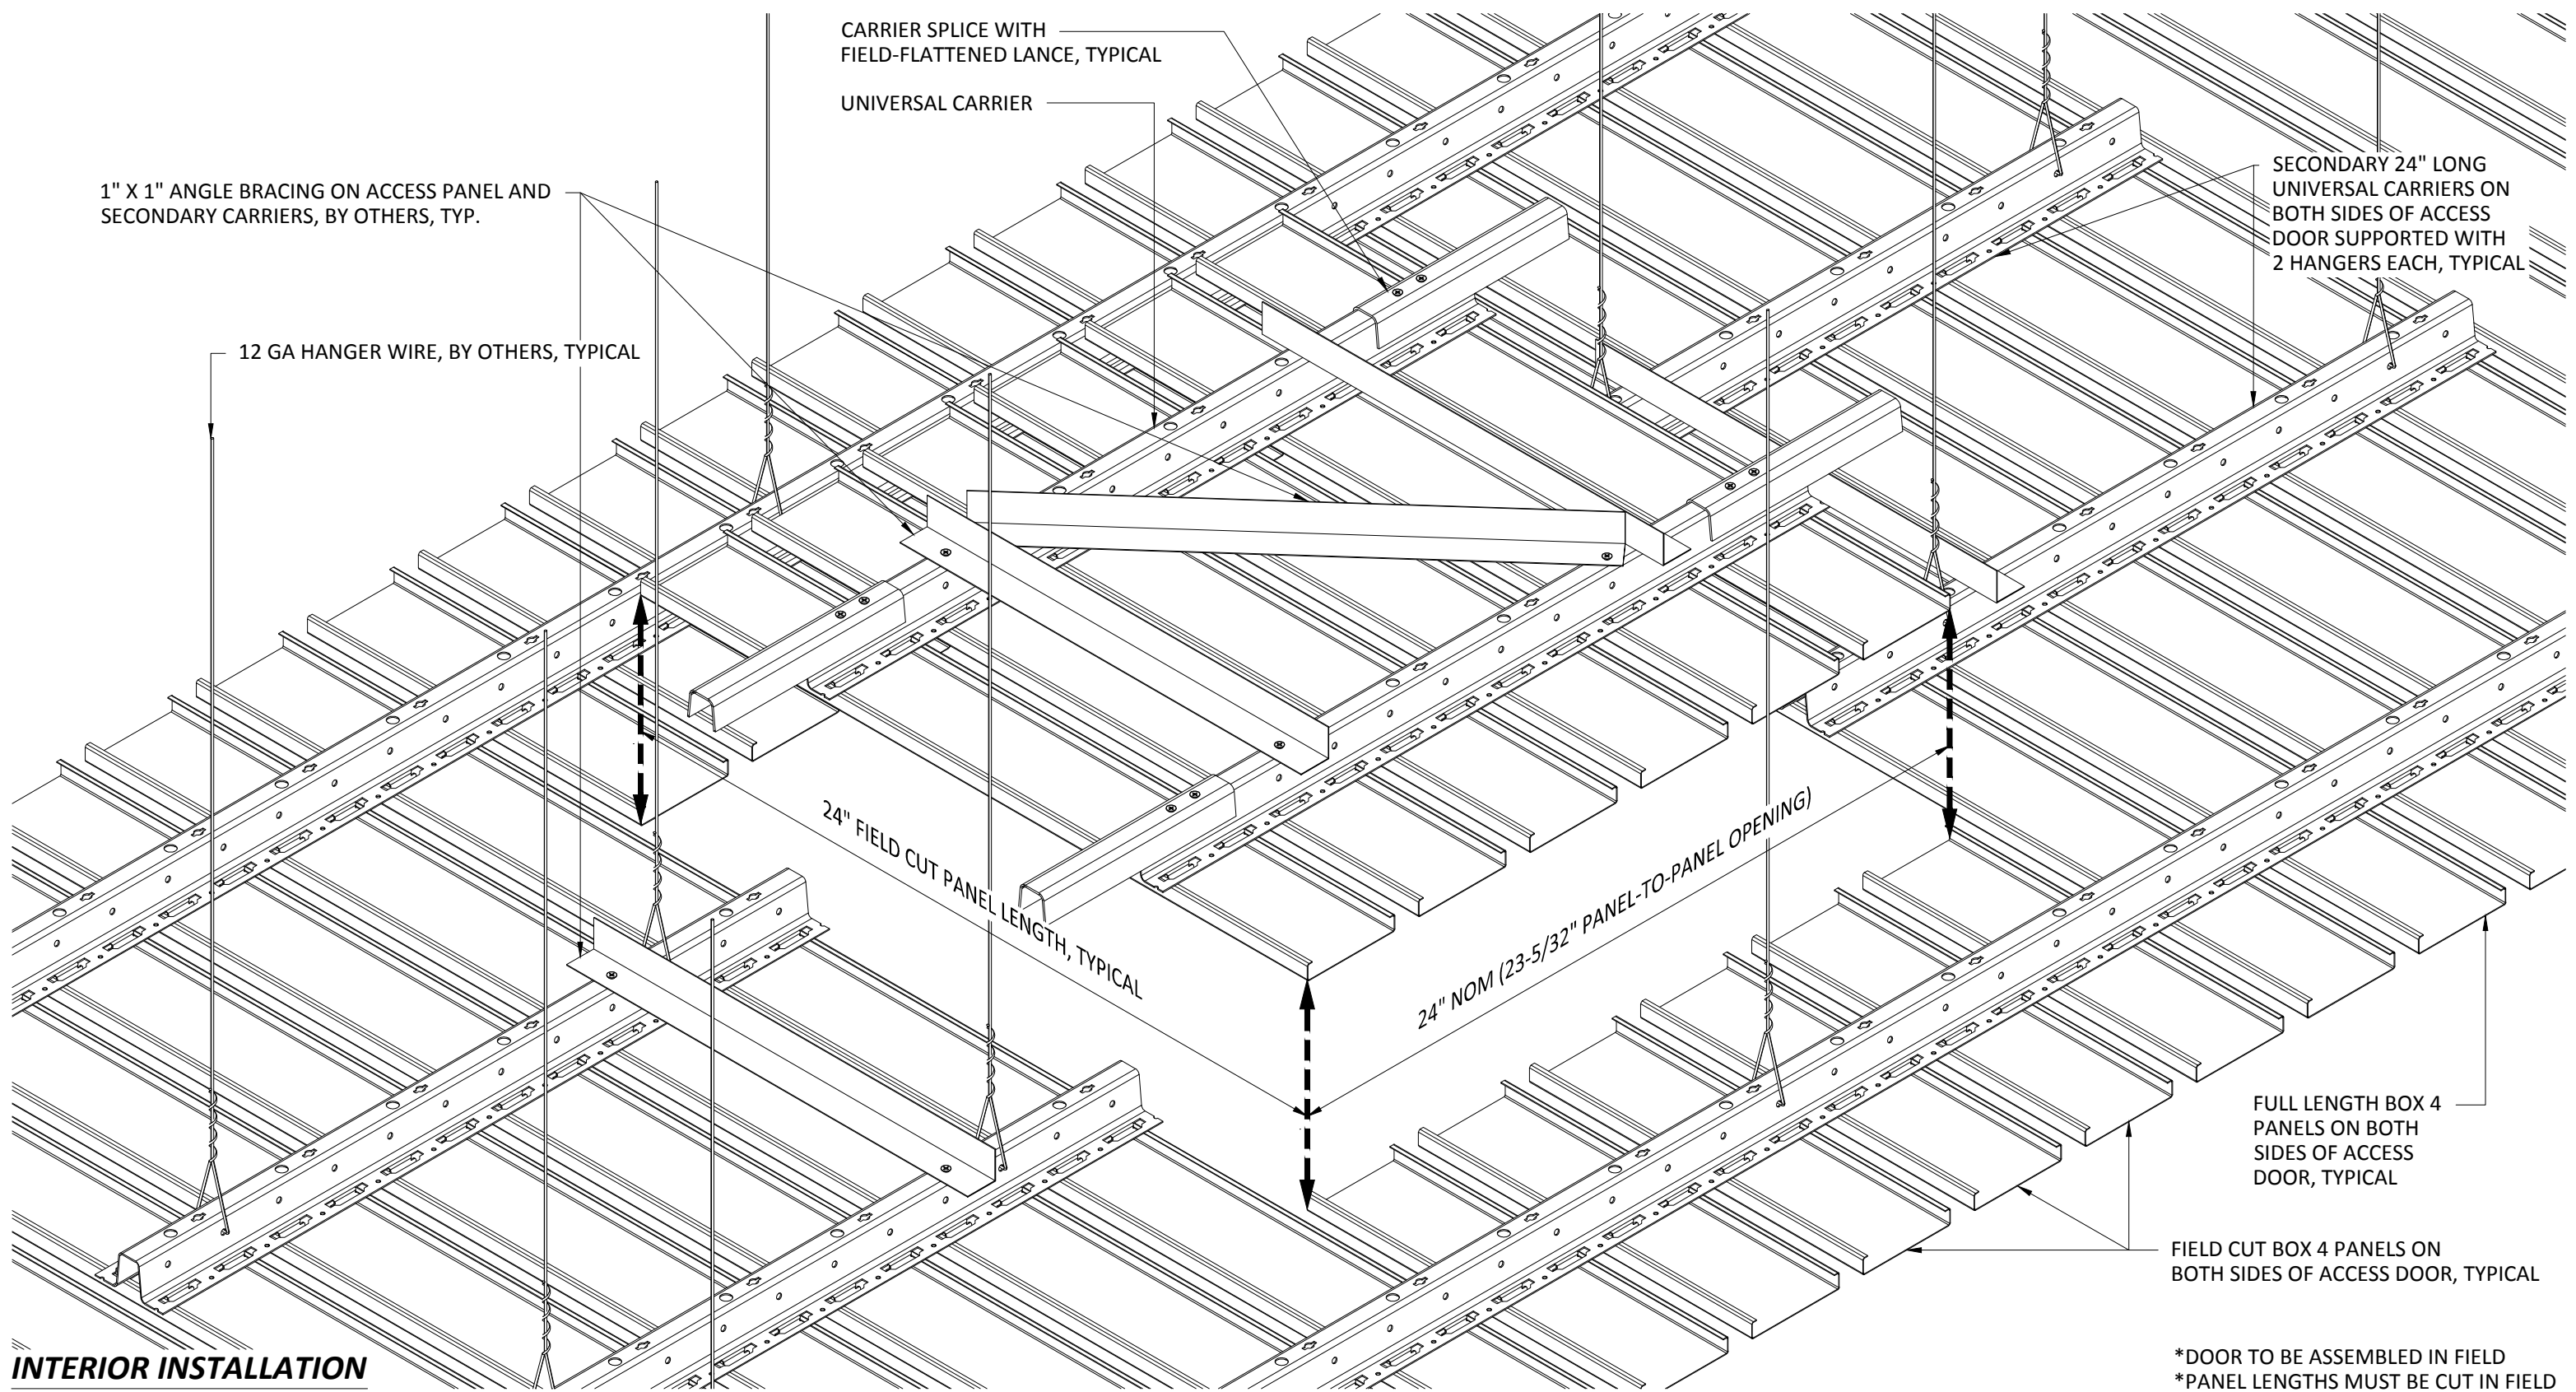 CARRIER SPLICE WITH
FIELD-FLATTENED LANCE, TYPICAL
UNIVERSAL CARRIER
1" X 1" ANGLE BRACING ON ACCESS PANEL AND
SECONDARY CARRIERS, BY OTHERS, TYP.
SECONDARY 24" LONG
UNIVERSAL CARRIERS ON
BOTH SIDES OF ACCESS
DOOR SUPPORTED WITH
2 HANGERS EACH, TYPICAL
12 GA HANGER WIRE, BY OTHERS, TYPICAL
24" FIELD CUT PANEL LENGTH, TYPICAL
24" NOM (23-5/32" PANEL-TO-PANEL OPENING)
FULL LENGTH BOX 4
PANELS ON BOTH
SIDES OF ACCESS
DOOR, TYPICAL
FIELD CUT BOX 4 PANELS ON
BOTH SIDES OF ACCESS DOOR, TYPICAL
INTERIOR INSTALLATION
*DOOR TO BE ASSEMBLED IN FIELD
*PANEL LENGTHS MUST BE CUT IN FIELD